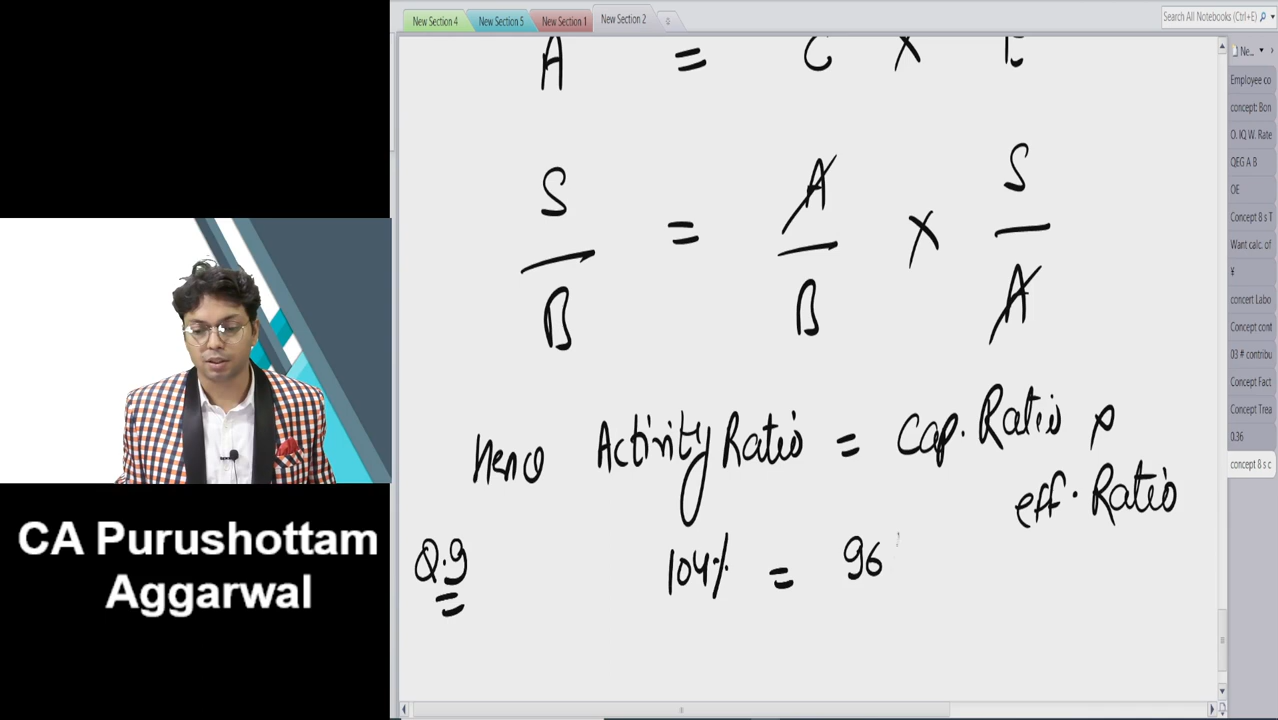 New Section 4 New Section 5 New Section 1 New Section 2
Search All Notebooks (Ctrl+E)
Ne...
A = C × E
S/B = A/B × S/A
Hence Activity Ratio = Cap. Ratio ×
eff. Ratio
Q.9 104% = 96
CA Purushottam
Aggarwal
Employee co
concept: Bon
O. IQ W. Rate
QEG A B
OE
Concept 8 s T
Want calc. of
¥
concert Labo
Concept cont
03 # contribu
Concept Fact
Concept Trea
0.36
concept 8 s c